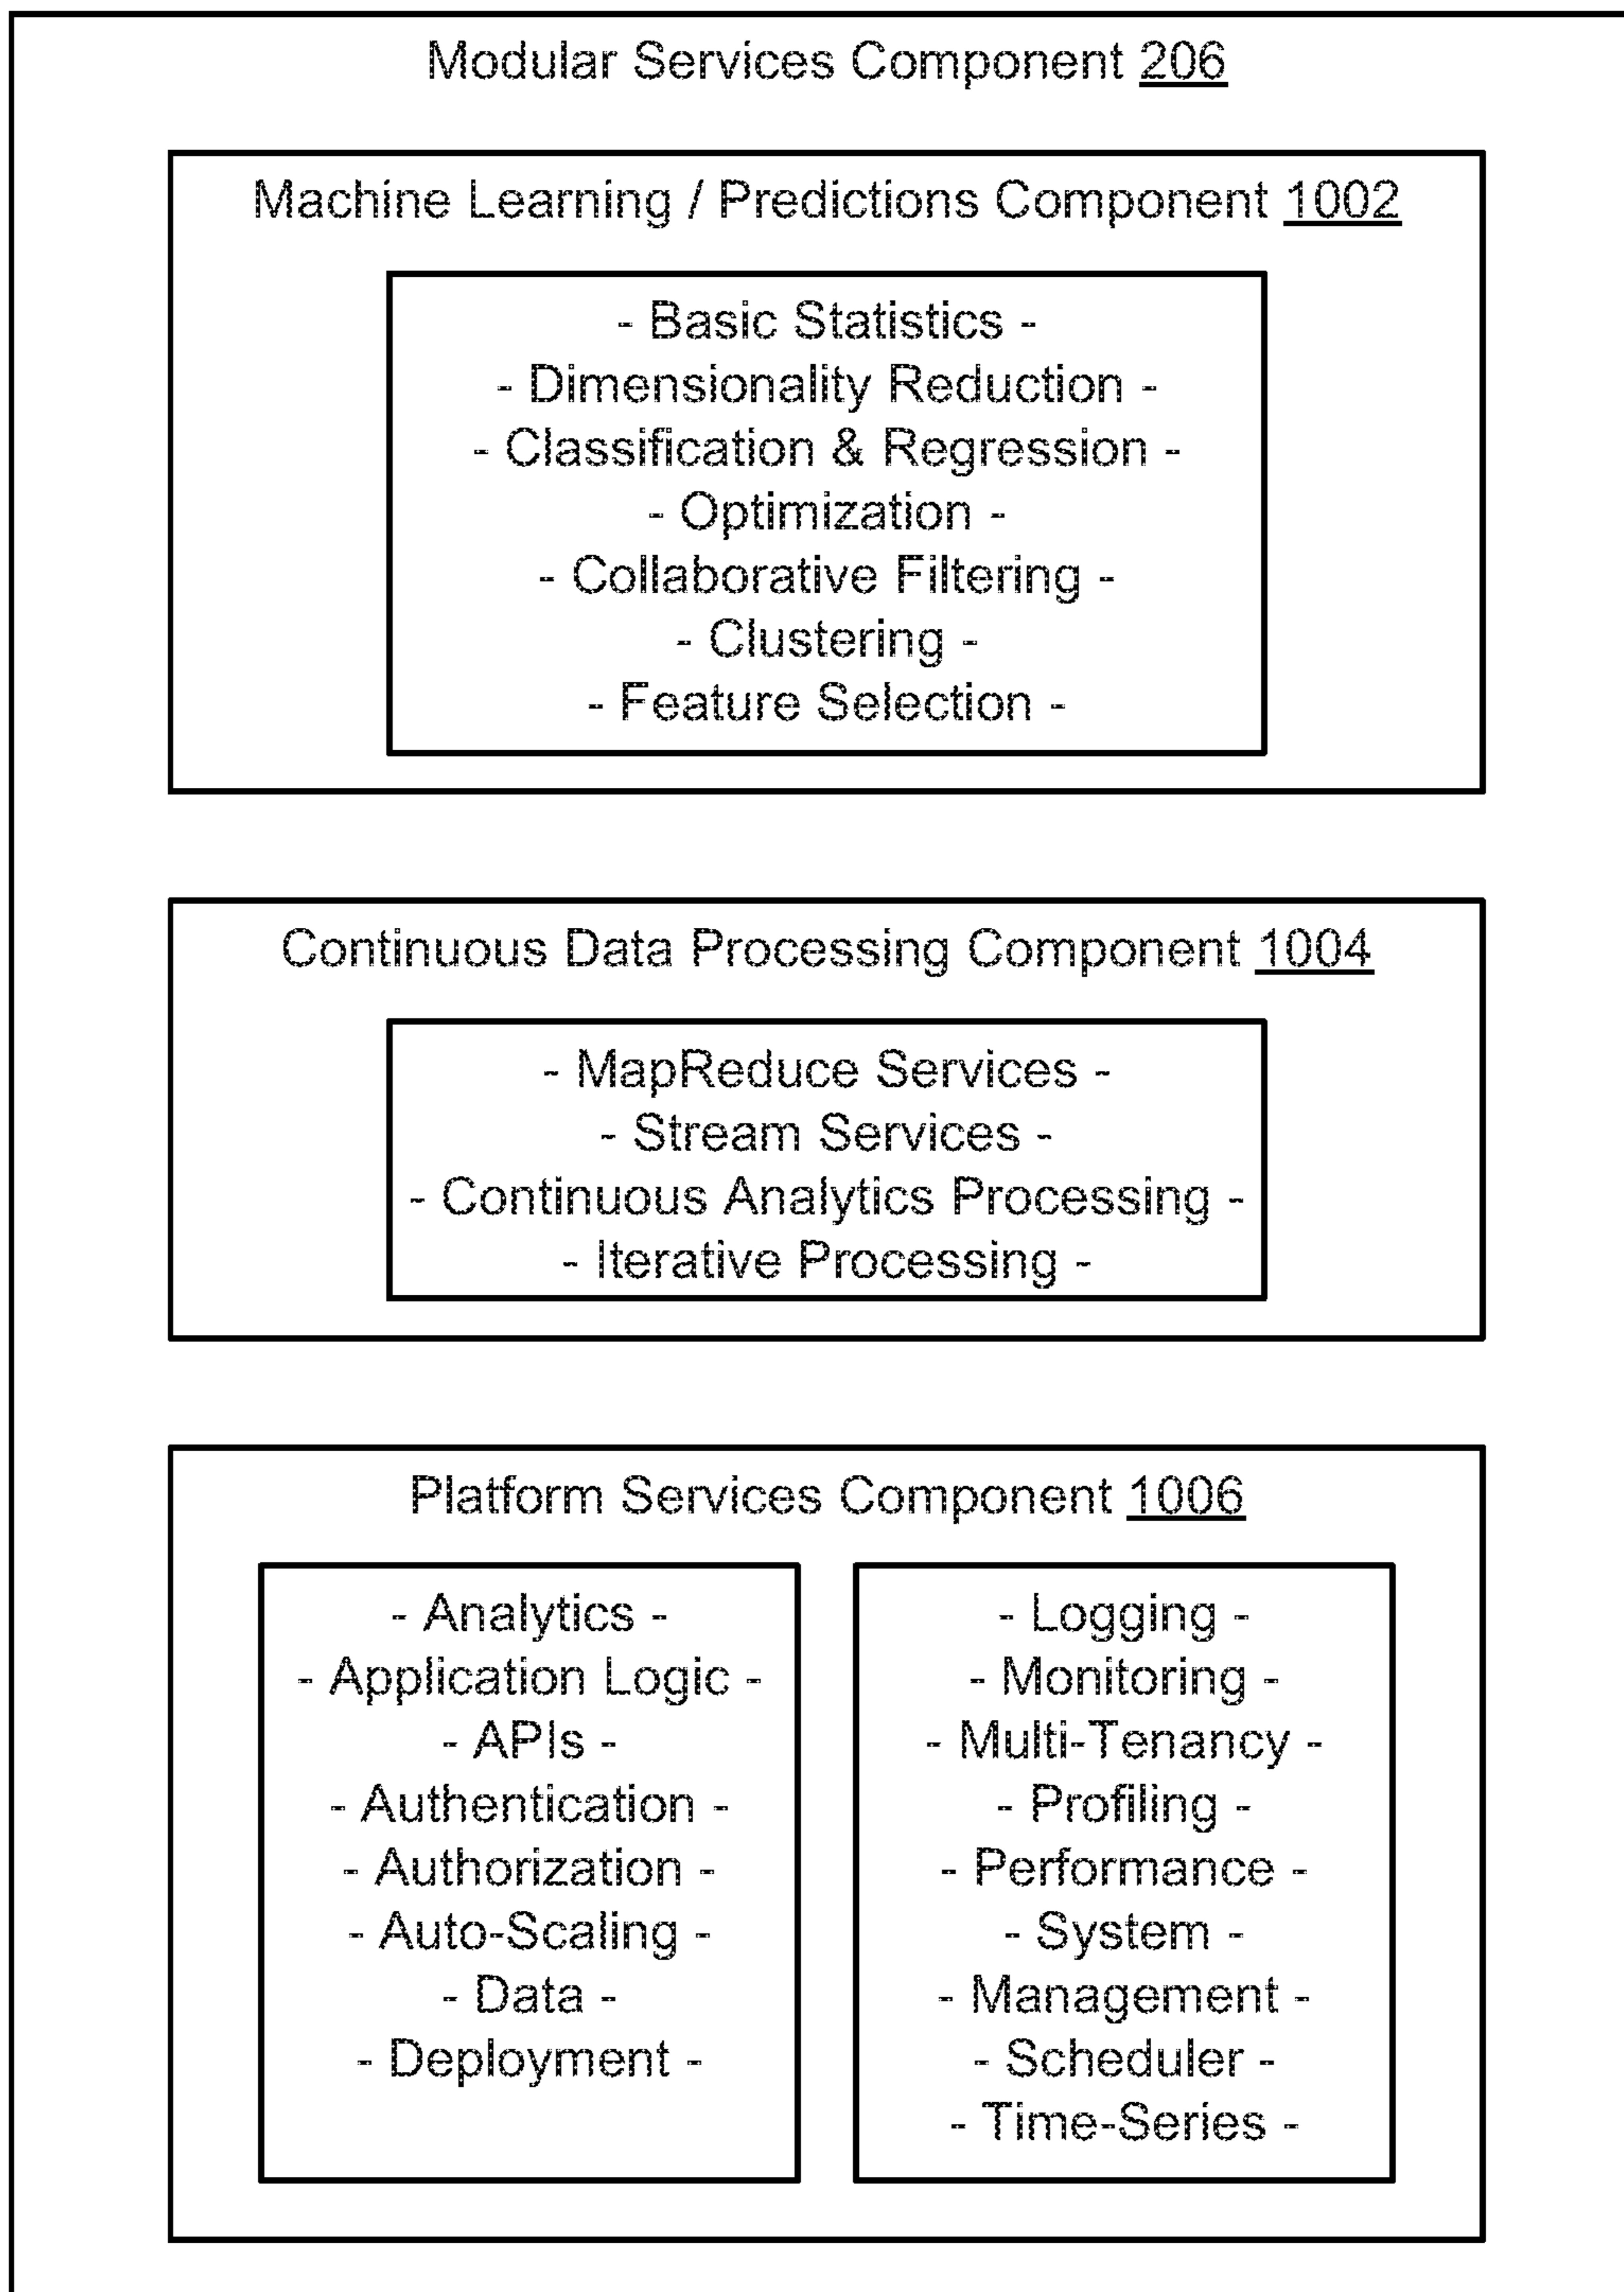 Modular Services Component 206
Machine Learning / Predictions Component 1002
- Basic Statistics -
- Dimensionality Reduction -
- Classification & Regression -
- Optimization -
- Collaborative Filtering -
- Clustering -
- Feature Selection -
Continuous Data Processing Component 1004
- MapReduce Services -
- Stream Services -
- Continuous Analytics Processing -
- Iterative Processing -
Platform Services Component 1006
- Analytics -
- Application Logic -
- APIs -
- Authentication -
- Authorization -
- Auto-Scaling -
- Data -
- Deployment -
- Logging -
- Monitoring -
- Multi-Tenancy -
- Profiling -
- Performance -
- System -
- Management -
- Scheduler -
- Time-Series -